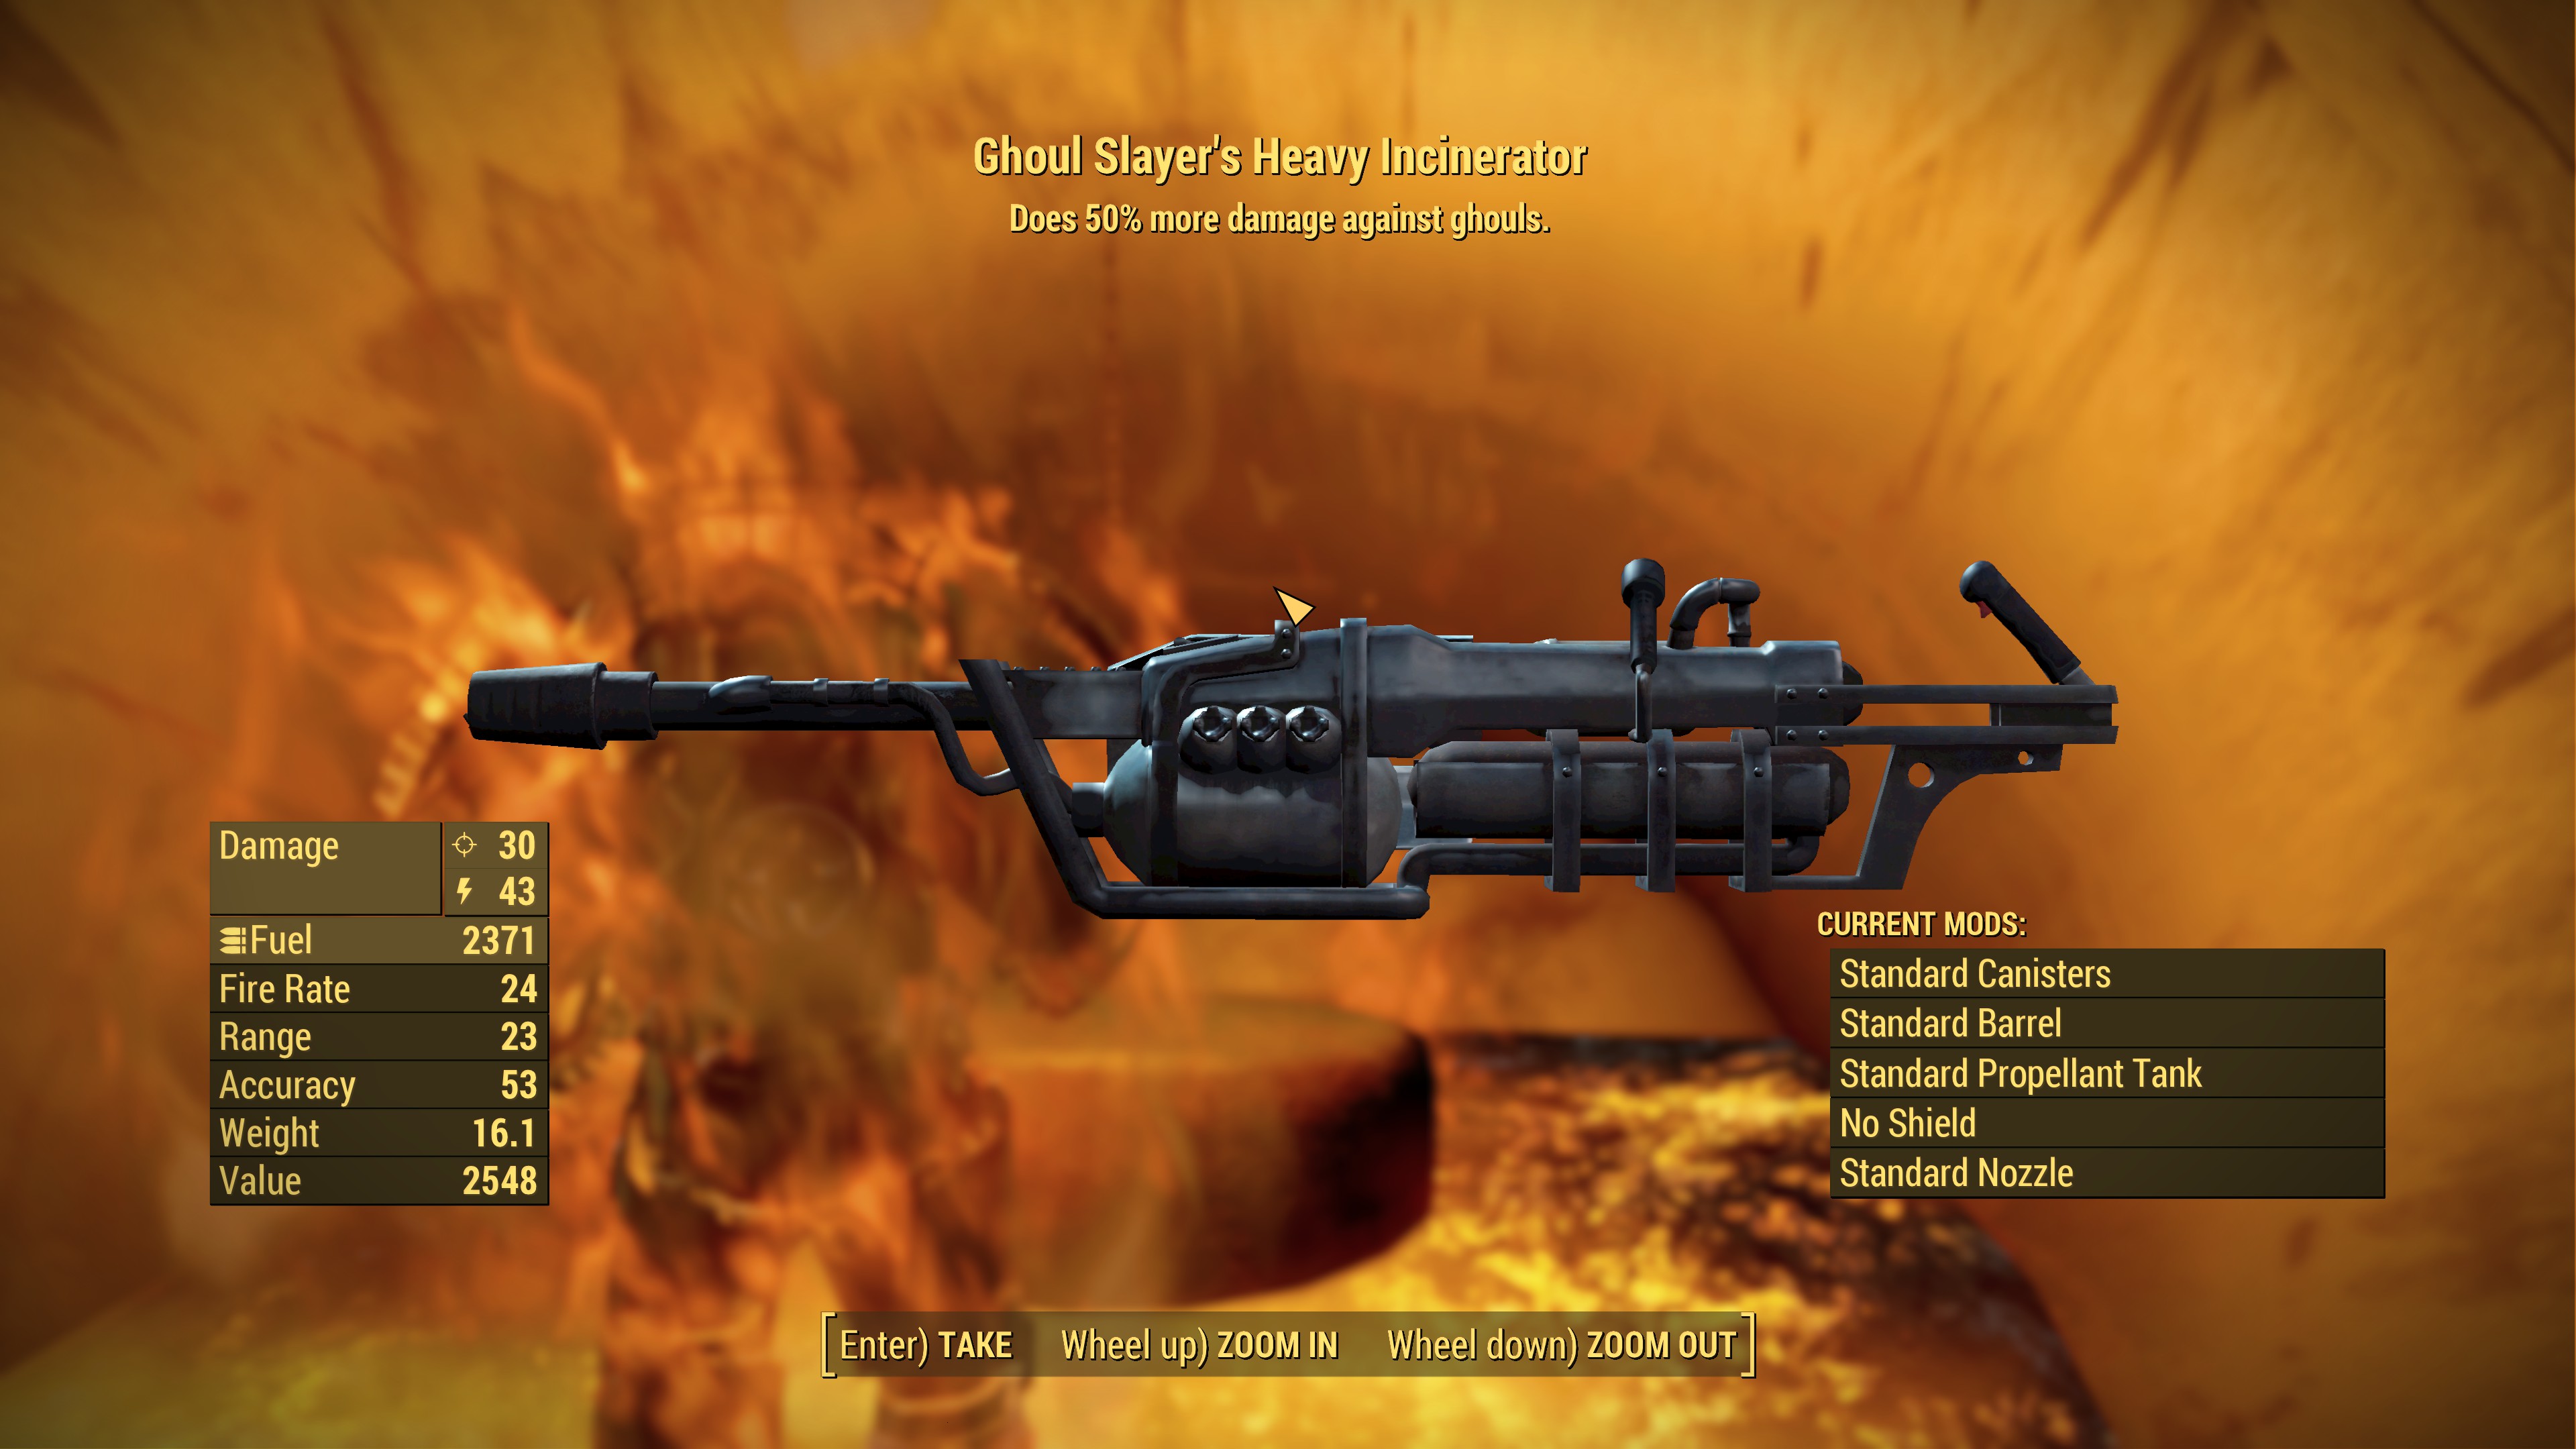 Ghoul Slayer's Heavy Incinerator
Does 50% more damage against ghouls.
Damage 30
43
Fuel 2371
Fire Rate 24
Range 23
Accuracy 53
Weight 16.1
Value 2548
CURRENT MODS:
Standard Canisters
Standard Barrel
Standard Propellant Tank
No Shield
Standard Nozzle
Enter) TAKE Wheel up) ZOOM IN Wheel down) ZOOM OUT